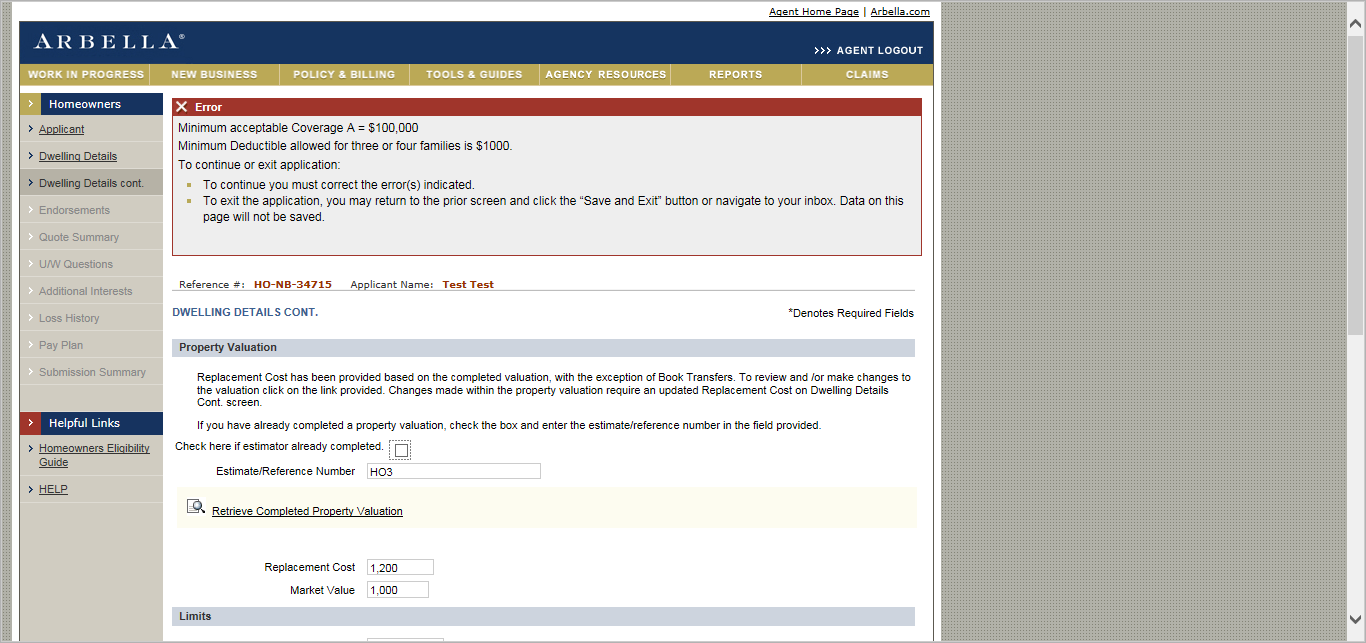 Agent Home Page | Arbella.com
ARBELLA®
>>> AGENT LOGOUT
WORK IN PROGRESS NEW BUSINESS POLICY & BILLING TOOLS & GUIDES AGENCY RESOURCES REPORTS CLAIMS
Homeowners
Applicant
Dwelling Details
Dwelling Details cont.
Endorsements
Quote Summary
U/W Questions
Additional Interests
Loss History
Pay Plan
Submission Summary
Helpful Links
Homeowners Eligibility
Guide
HELP
Error
Minimum acceptable Coverage A = $100,000
Minimum Deductible allowed for three or four families is $1000.
To continue or exit application:
To continue you must correct the error(s) indicated.
To exit the application, you may return to the prior screen and click the “Save and Exit” button or navigate to your inbox. Data on this
page will not be saved.
Reference #: HO-NB-34715 Applicant Name: Test Test
DWELLING DETAILS CONT.
*Denotes Required Fields
Property Valuation
Replacement Cost has been provided based on the completed valuation, with the exception of Book Transfers. To review and /or make changes to
the valuation click on the link provided. Changes made within the property valuation require an updated Replacement Cost on Dwelling Details
Cont. screen.
If you have already completed a property valuation, check the box and enter the estimate/reference number in the field provided.
Check here if estimator already completed.
Estimate/Reference Number HO3
Retrieve Completed Property Valuation
Replacement Cost 1,200
Market Value 1,000
Limits